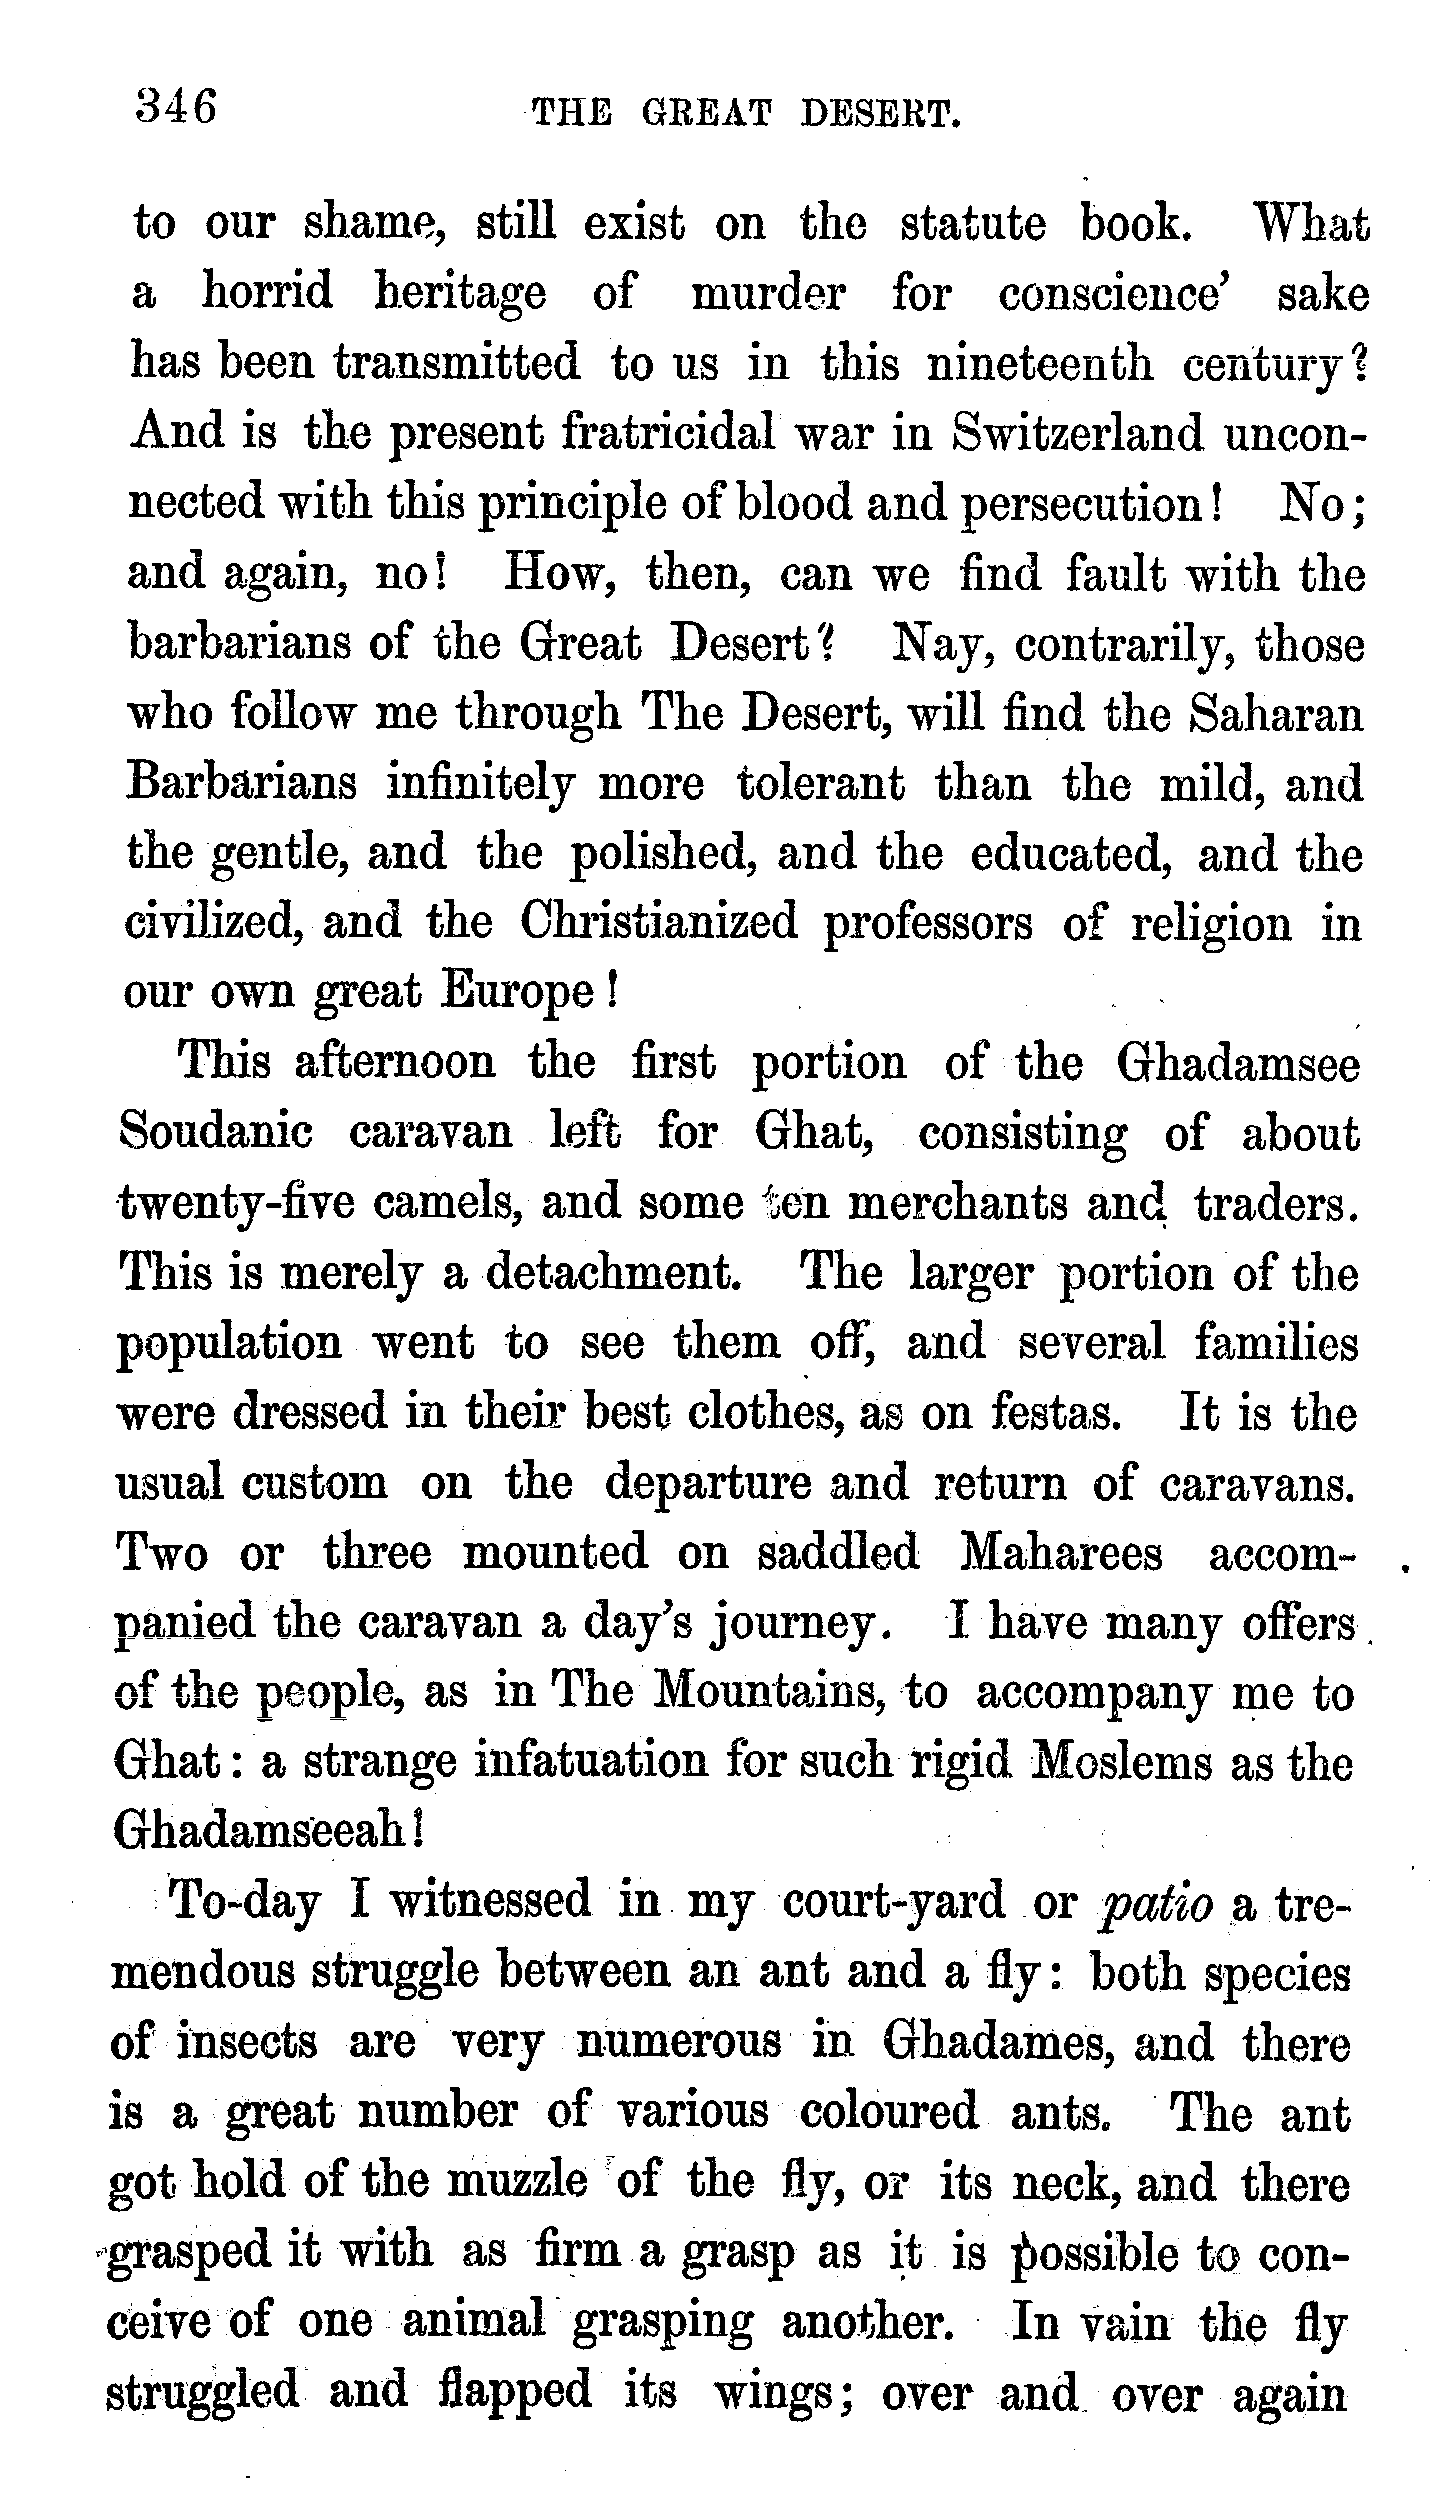 346 THE GREAT DESERT.
to our shame, still exist on the statute book. What
a horrid heritage of murder for conscience' sake
has been transmitted to us in this nineteenth century?
And is the present fratricidal war in Switzerland uncon-
nected with this principle of blood and persecution! No;
and again, no! How, then, can we find fault with the
barbarians of the Great Desert? Nay, contrarily, those
who follow me through The Desert, will find the Saharan
Barbarians infinitely more tolerant than the mild, and
the gentle, and the polished, and the educated, and the
civilized, and the Christianized professors of religion in
our own great Europe!
This afternoon the first portion of the Ghadamsee
Soudanic caravan left for Ghat, consisting of about
twenty-five camels, and some ten merchants and traders.
This is merely a detachment. The larger portion of the
population went to see them off, and several families
were dressed in their best clothes, as on festas. It is the
usual custom on the departure and return of caravans.
Two or three mounted on saddled Maharees accom-
panied the caravan a day's journey. I have many offers
of the people, as in The Mountains, to accompany me to
Ghat: a strange infatuation for such rigid Moslems as the
Ghadamseeah!
To-day I witnessed in my court-yard or patio a tre-
mendous struggle between an ant and a fly: both species
of insects are very numerous in Ghadames, and there
is a great number of various coloured ants. The ant
got hold of the muzzle of the fly, or its neck, and there
grasped it with as firm a grasp as it is possible to con-
ceive of one animal grasping another. In vain the fly
struggled and flapped its wings; over and over again